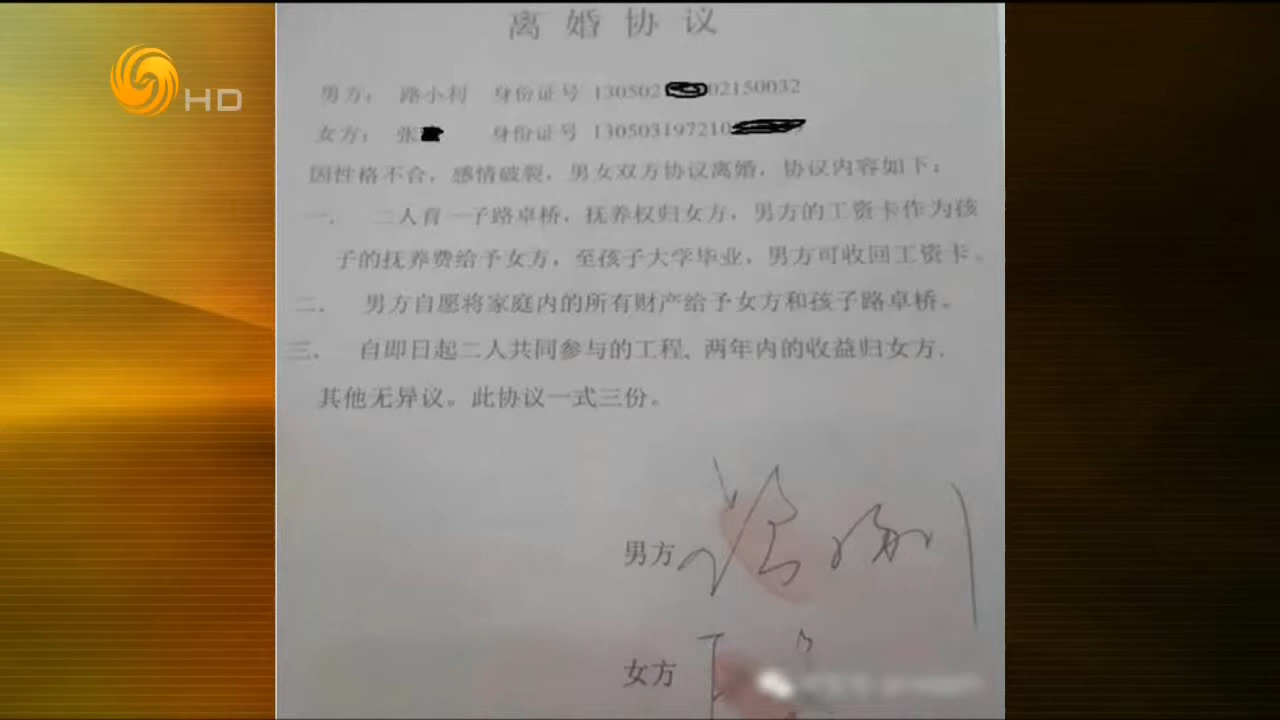 HD
离婚协议
男方： 路小利 身份证号 130502 02150032
女方： 张 身份证号 130503197210
因性格不合，感情破裂，男女双方协议离婚，协议内容如下：
一． 二人育一子路卓桥，抚养权归女方，男方的工资卡作为孩
子的抚养费给予女方，至孩子大学毕业，男方可收回工资卡。
二． 男方自愿将家庭内的所有财产给予女方和孩子路卓桥。
三． 自即日起二人共同参与的工程，两年内的收益归女方．
其他无异议。此协议一式三份。
男方
女方